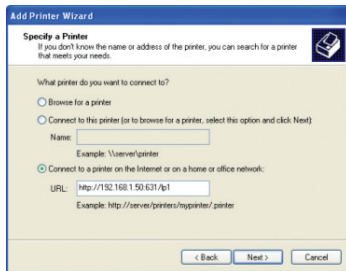 Add Printer Wizard
Specify a Printer
If you don't know the name or address of the printer, you can search for a printer
that meets your needs.
What printer do you want to connect to?
Browse for a printer
Connect to this printer (or to browse for a printer, select this option and click Next):
Name:
Example: \\server\printer
Connect to a printer on the Internet or on a home or office network:
URL: http://192.168.1.50:631/lp1
Example: http://server/printers/myprinter/.printer
< Back Next > Cancel